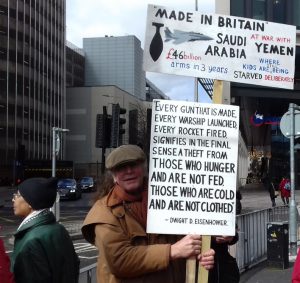 "MADE IN BRITAIN"
SAUDI AT WAR WITH
ARABIA YEMEN
£4.6 billion WHERE
arms in 3 years KIDS ARE BEING
STARVED DELIBERATELY
"EVERY GUN THAT IS MADE,
EVERY WARSHIP LAUNCHED,
EVERY ROCKET FIRED
SIGNIFIES IN THE FINAL
SENSE A THEFT FROM
THOSE WHO HUNGER
AND ARE NOT FED,
THOSE WHO ARE COLD
AND ARE NOT CLOTHED"
- DWIGHT D. EISENHOWER.